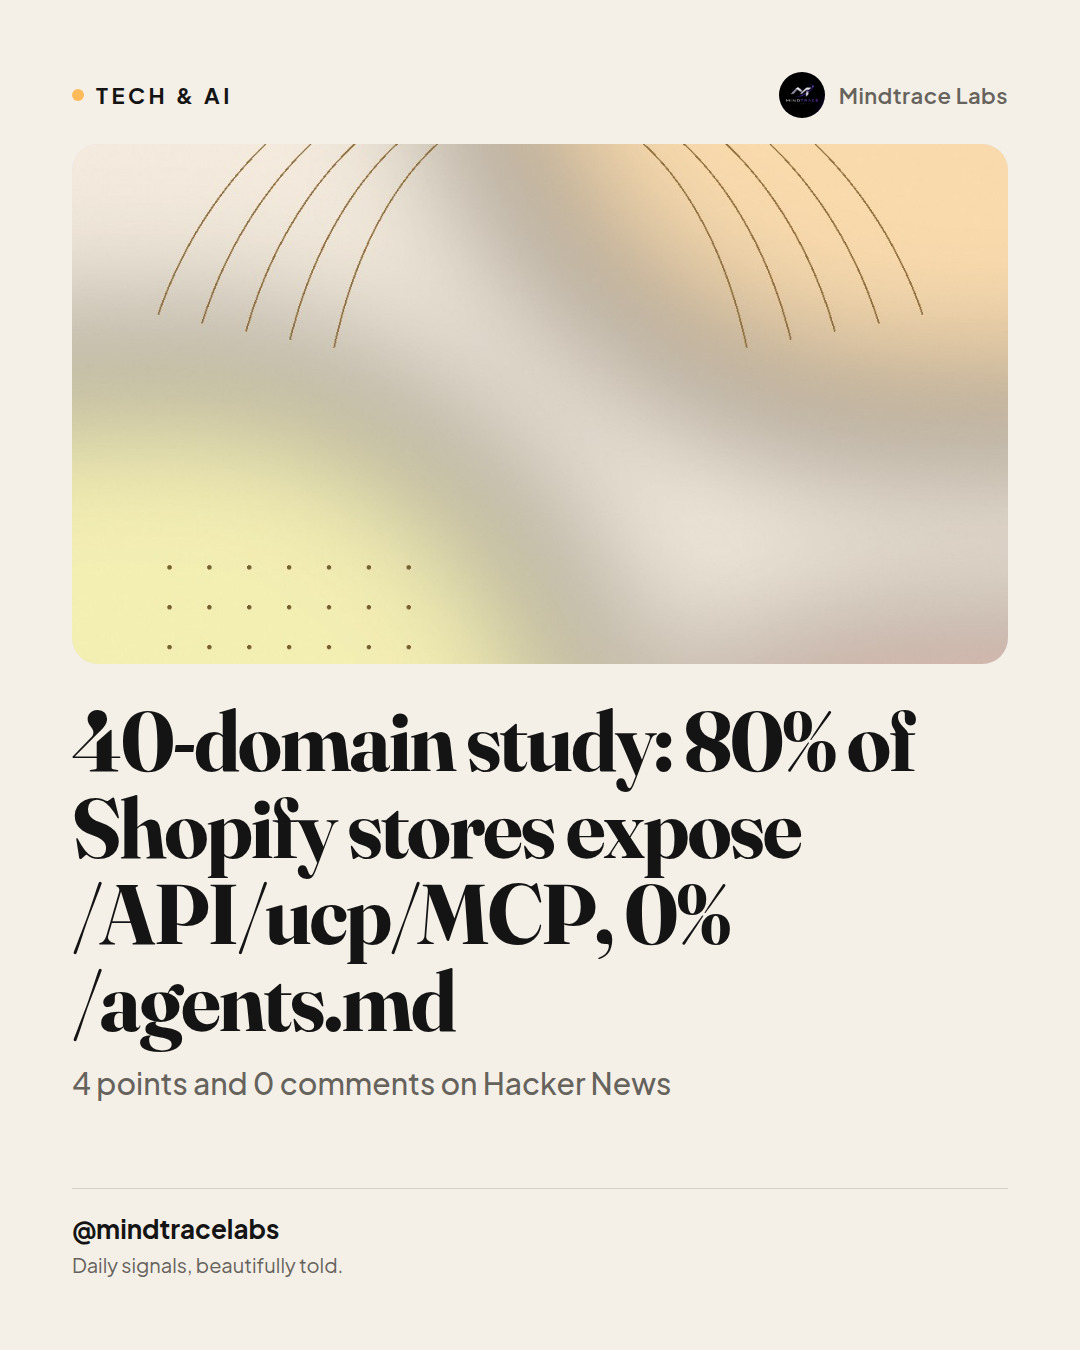 TECH & AI
MINDTRACE
Mindtrace Labs
40-domain study: 80% of
Shopify stores expose
/API/ucp/MCP, 0%
/agents.md
4 points and 0 comments on Hacker News
@mindtracelabs
Daily signals, beautifully told.